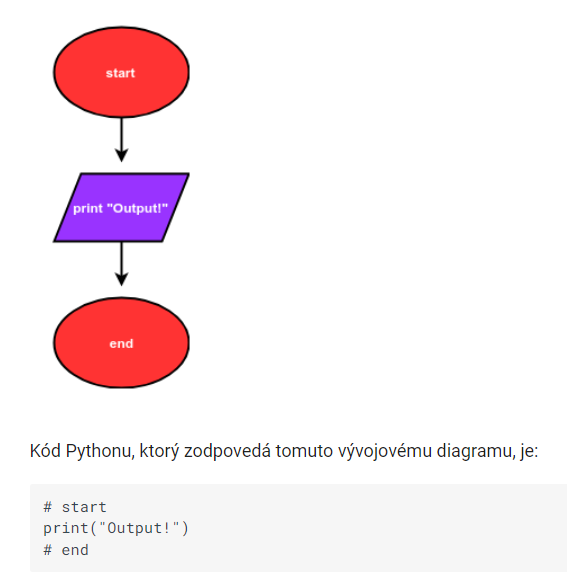 start
print "Output!"
end
Kód Pythonu, ktorý zodpovedá tomuto vývojovému diagramu, je:
# start
print("Output!")
# end